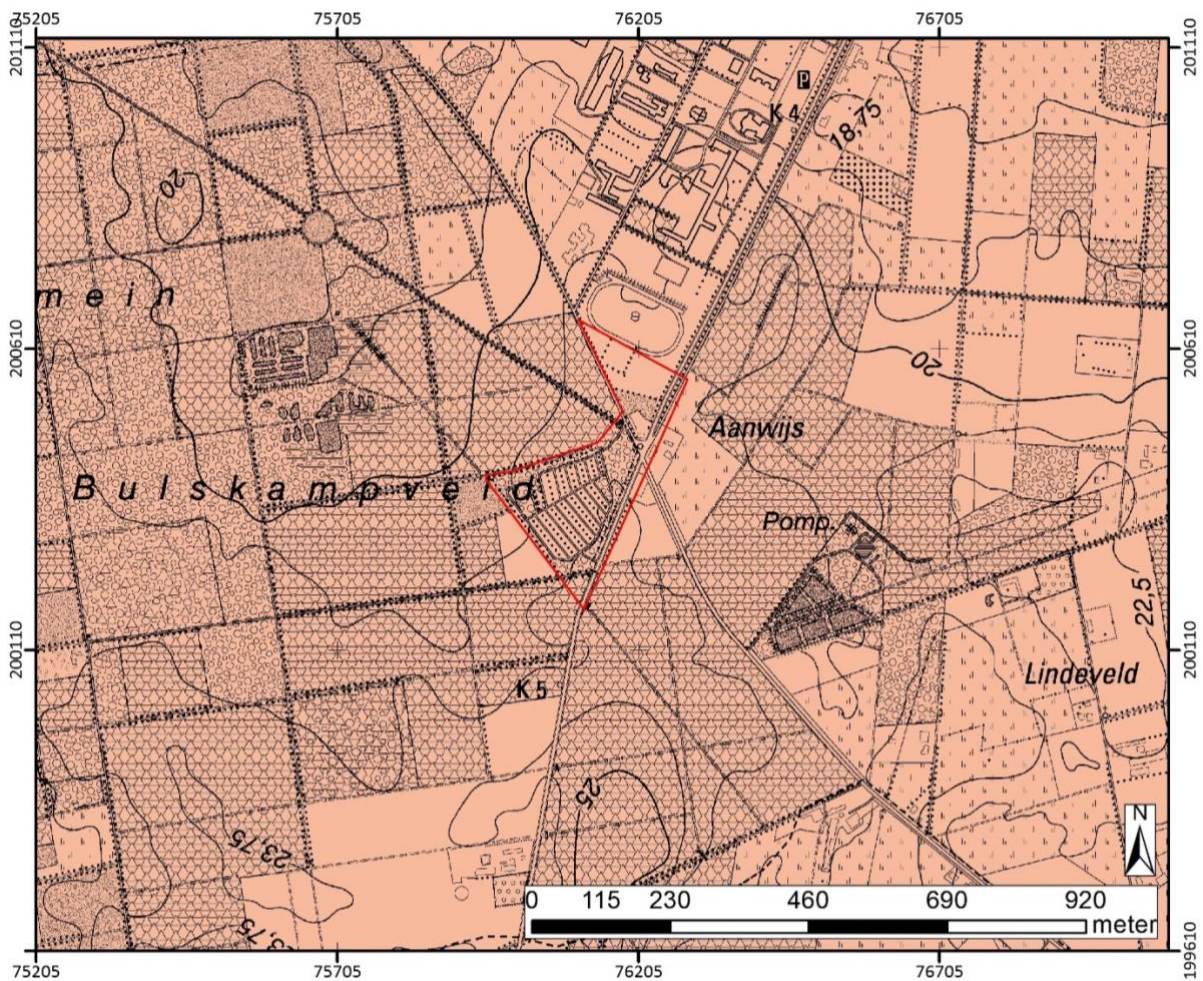 75205 75705 76205 76705
201110 201110
P
K 4
18,75
20
m e i n
200610 200610
20
Aanwijs
B u l s k a m p v e l d
Pomp.
22,5
200110 200110
Lindeveld
K 5
25
23,75
N
0 115 230 460 690 920
meter
3,75
199610
75205 75705 76205 76705